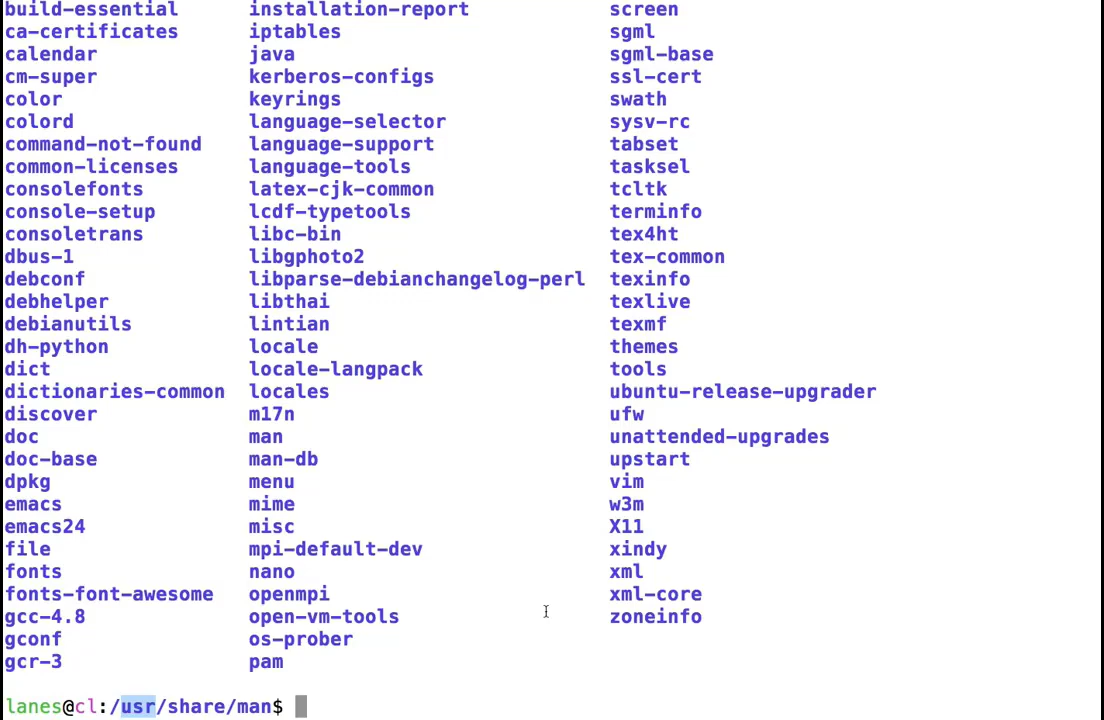 build-essential installation-report screen
ca-certificates iptables sgml
calendar java sgml-base
cm-super kerberos-configs ssl-cert
color keyrings swath
colord language-selector sysv-rc
command-not-found language-support tabset
common-licenses language-tools tasksel
consolefonts latex-cjk-common tcltk
console-setup lcdf-typetools terminfo
consoletrans libc-bin tex4ht
dbus-1 libgphoto2 tex-common
debconf libparse-debianchangelog-perl texinfo
debhelper libthai texlive
debianutils lintian texmf
dh-python locale themes
dict locale-langpack tools
dictionaries-common locales ubuntu-release-upgrader
discover m17n ufw
doc man unattended-upgrades
doc-base man-db upstart
dpkg menu vim
emacs mime w3m
emacs24 misc X11
file mpi-default-dev xindy
fonts nano xml
fonts-font-awesome openmpi xml-core
gcc-4.8 open-vm-tools zoneinfo
gconf os-prober
gcr-3 pam
lanes@cl:/usr/share/man$